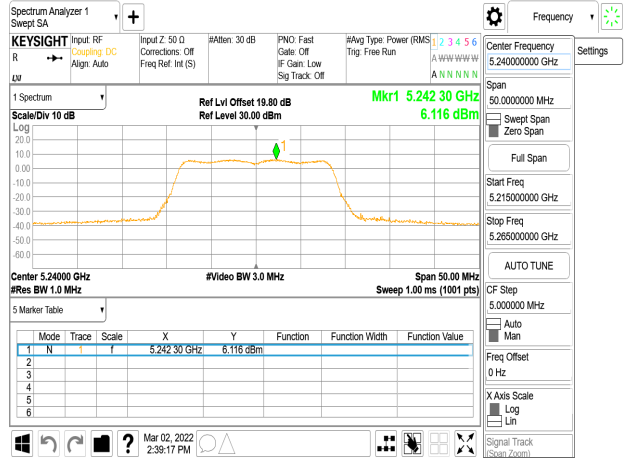 Spectrum Analyzer 1
Swept SA
KEYSIGHT
R
LNI
Input: RF
Coupling: DC
Align: Auto
Input Z: 50 Ω
Corrections: Off
Freq Ref: Int (S)
#Atten: 30 dB
PNO: Fast
Gate: Off
IF Gain: Low
Sig Track: Off
#Avg Type: Power (RMS
Trig: Free Run
1 2 3 4 5 6
A W W W W W
A N N N N N
1 Spectrum
Scale/Div 10 dB
Ref Lvl Offset 19.80 dB
Ref Level 30.00 dBm
Mkr1 5.242 30 GHz
6.116 dBm
Log
20.0
10.0
0.00
-10.0
-20.0
-30.0
-40.0
-50.0
-60.0
1
Center 5.24000 GHz
#Res BW 1.0 MHz
#Video BW 3.0 MHz
Span 50.00 MHz
Sweep 1.00 ms (1001 pts)
5 Marker Table
Mode Trace Scale X Y Function Function Width Function Value
1 N 1 f 5.242 30 GHz 6.116 dBm
2
3
4
5
6
Mar 02, 2022
2:39:17 PM
Frequency
Settings
Center Frequency
5.240000000 GHz
Span
50.0000000 MHz
Swept Span
Zero Span
Full Span
Start Freq
5.215000000 GHz
Stop Freq
5.265000000 GHz
AUTO TUNE
CF Step
5.000000 MHz
Auto
Man
Freq Offset
0 Hz
X Axis Scale
Log
Lin
Signal Track
(Span Zoom)